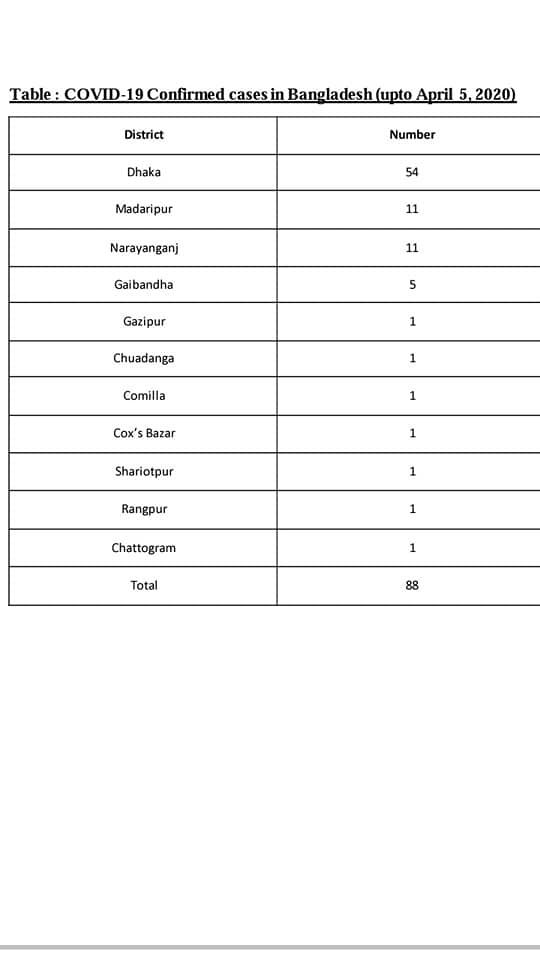 Table : COVID-19 Confirmed cases in Bangladesh (upto April 5, 2020)
District Number
Dhaka 54
Madaripur 11
Narayanganj 11
Gaibandha 5
Gazipur 1
Chuadanga 1
Comilla 1
Cox's Bazar 1
Shariotpur 1
Rangpur 1
Chattogram 1
Total 88